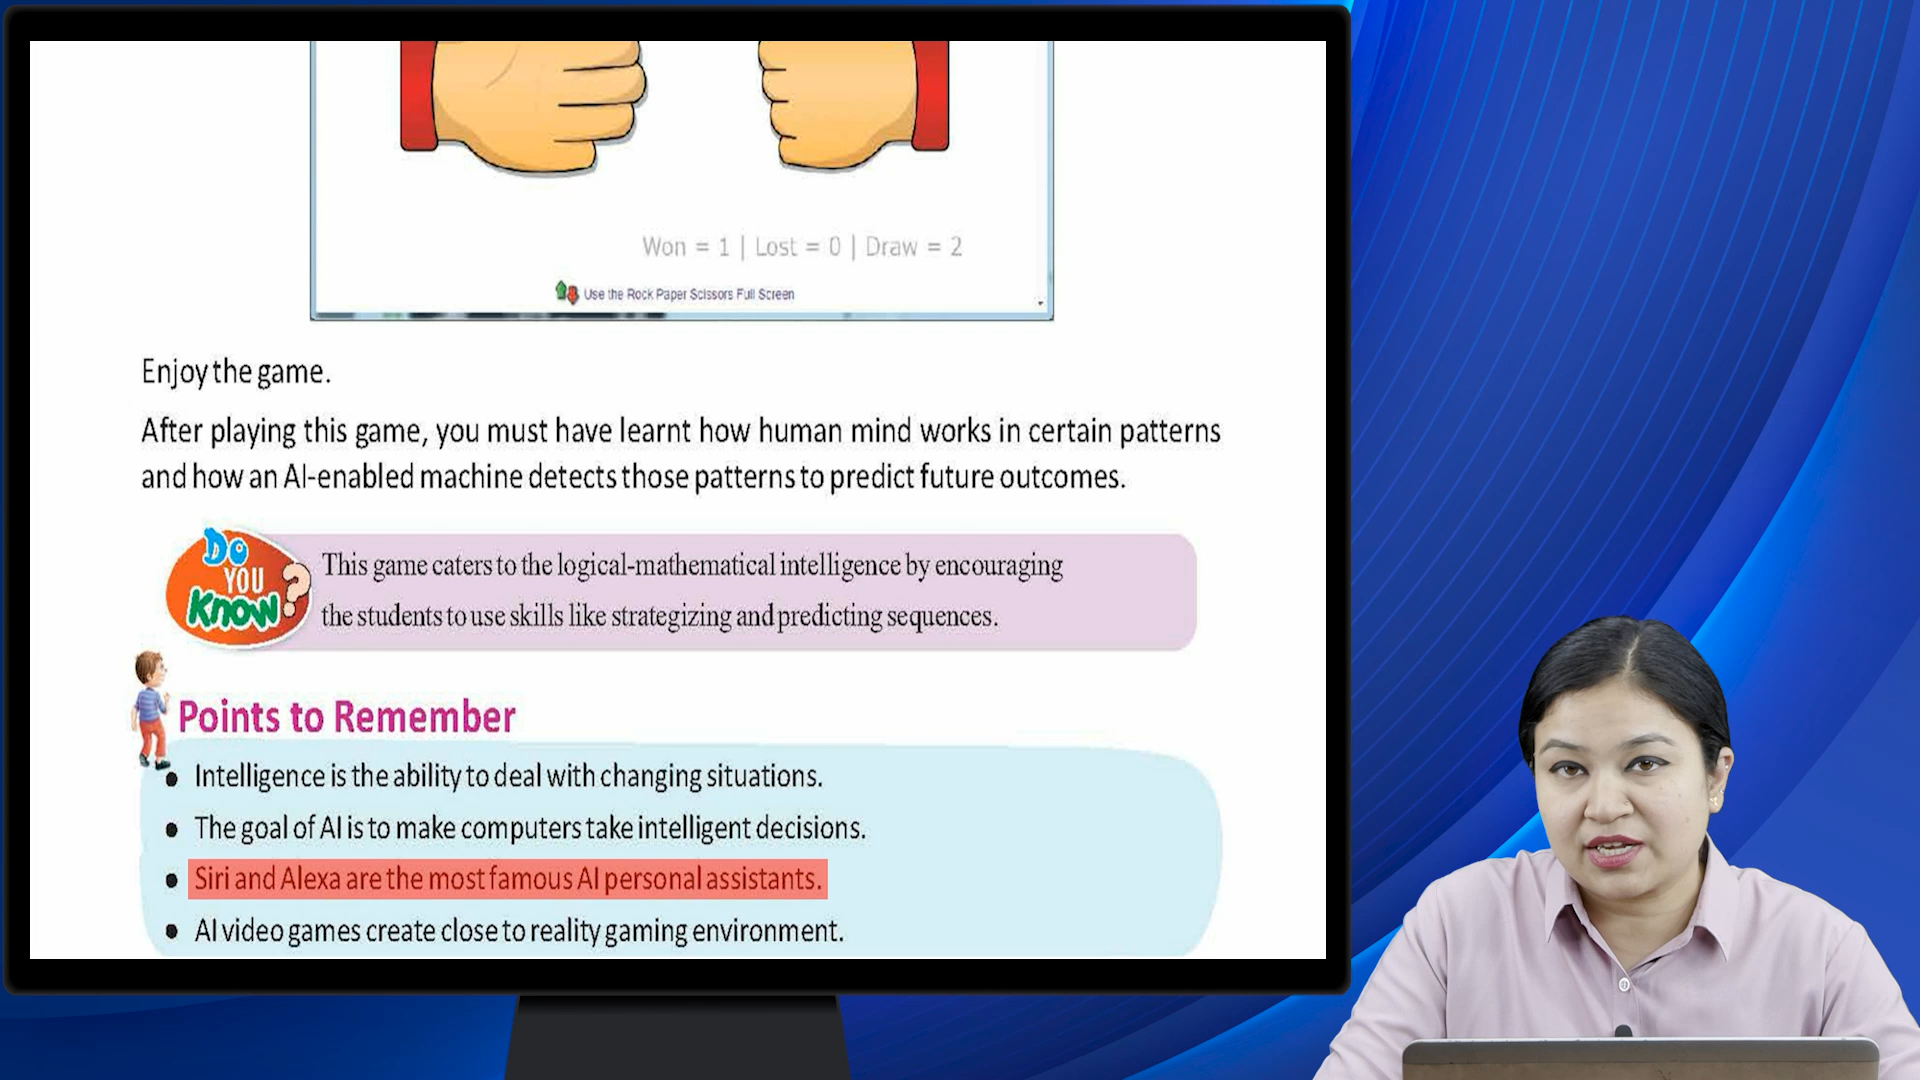 Won = 1 | Lost = 0 | Draw = 2
Use the Rock Paper Scissors Full Screen
Enjoy the game.
After playing this game, you must have learnt how human mind works in certain patterns
and how an AI-enabled machine detects those patterns to predict future outcomes.
Do YOU KNOW?
This game caters to the logical-mathematical intelligence by encouraging
the students to use skills like strategizing and predicting sequences.
Points to Remember
• Intelligence is the ability to deal with changing situations.
• The goal of AI is to make computers take intelligent decisions.
• Siri and Alexa are the most famous AI personal assistants.
• AI video games create close to reality gaming environment.